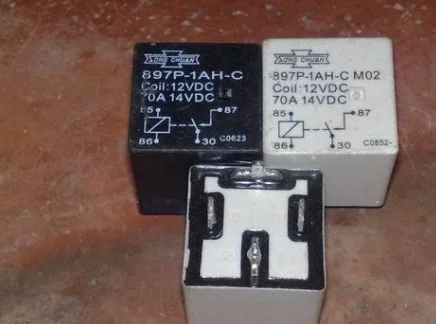 SONG CHUAN
897P-1AH-C
Coil:12VDC
70A 14VDC
85 87
86 30 C0623
SONG CHUAN
897P-1AH-C M02
Coil:12VDC
70A 14VDC
85 87
86 30 C0852-